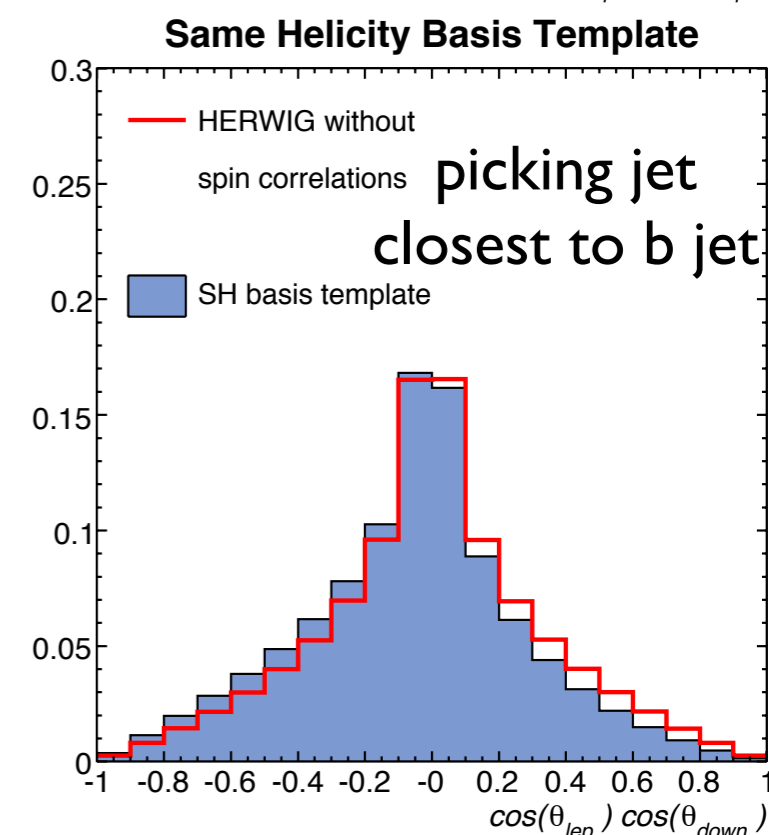 Same Helicity Basis Template
0.3
HERWIG without
spin correlations
picking jet
closest to b jet
0.25
SH basis template
0.2
0.15
0.1
0.05
0
-1 -0.8 -0.6 -0.4 -0.2 -0 0.2 0.4 0.6 0.8 1
cos(θlep) cos(θdown)